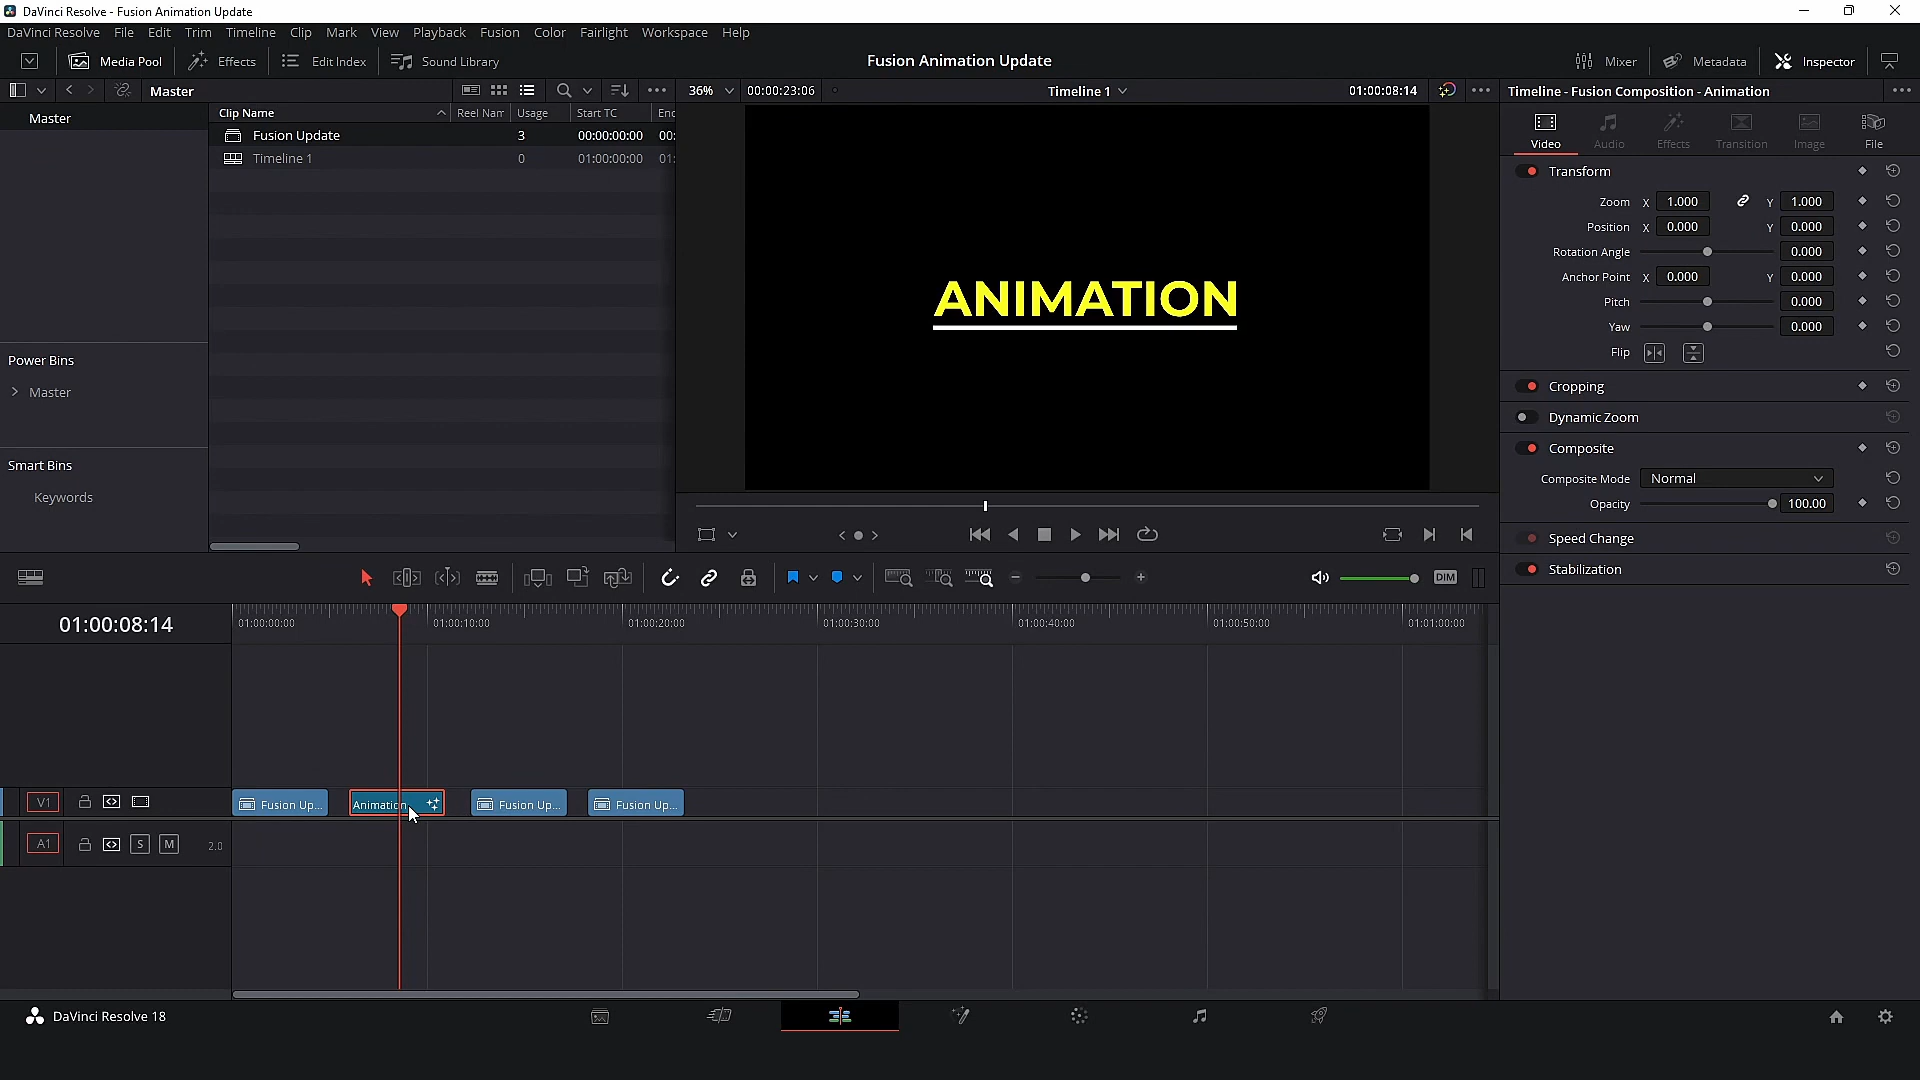 DaVinci Resolve - Fusion Animation Update
DaVinci Resolve File Edit Trim Timeline Clip Mark View Playback Fusion Color Fairlight Workspace Help
Media Pool Effects Edit Index Sound Library Fusion Animation Update Mixer Metadata Inspector
Master 36% 00:00:23:06 Timeline 1 01:00:08:14 Timeline - Fusion Composition - Animation
Master Clip Name Reel Nam Usage Start TC Enc
Fusion Update 3 00:00:00:00 00:
Timeline 1 0 01:00:00:00 01:
Power Bins
Master
Smart Bins
Keywords
ANIMATION
Video Audio Effects Transition Image File
Transform
Zoom X 1.000 Y 1.000
Position X 0.000 Y 0.000
Rotation Angle 0.000
Anchor Point X 0.000 Y 0.000
Pitch 0.000
Yaw 0.000
Flip
Cropping
Dynamic Zoom
Composite
Composite Mode Normal
Opacity 100.00
Speed Change
Stabilization
DIM
01:00:08:14 01:00:00:00 01:00:10:00 01:00:20:00 01:00:30:00 01:00:40:00 01:00:50:00 01:01:00:00
V1 Fusion Up... Animation Fusion Up... Fusion Up...
A1 S M 2.0
DaVinci Resolve 18